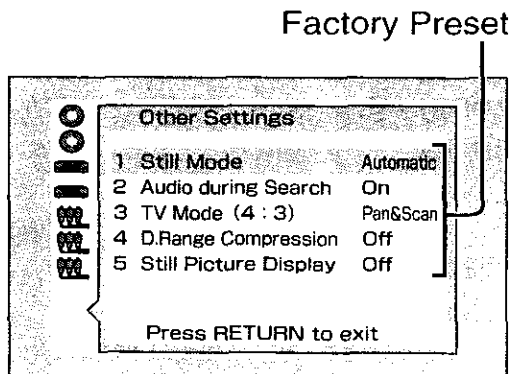 Factory Preset
Other Settings
1 Still Mode Automatic
2 Audio during Search On
3 TV Mode (4 : 3) Pan&Scan
4 D.Range Compression Off
5 Still Picture Display Off
Press RETURN to exit